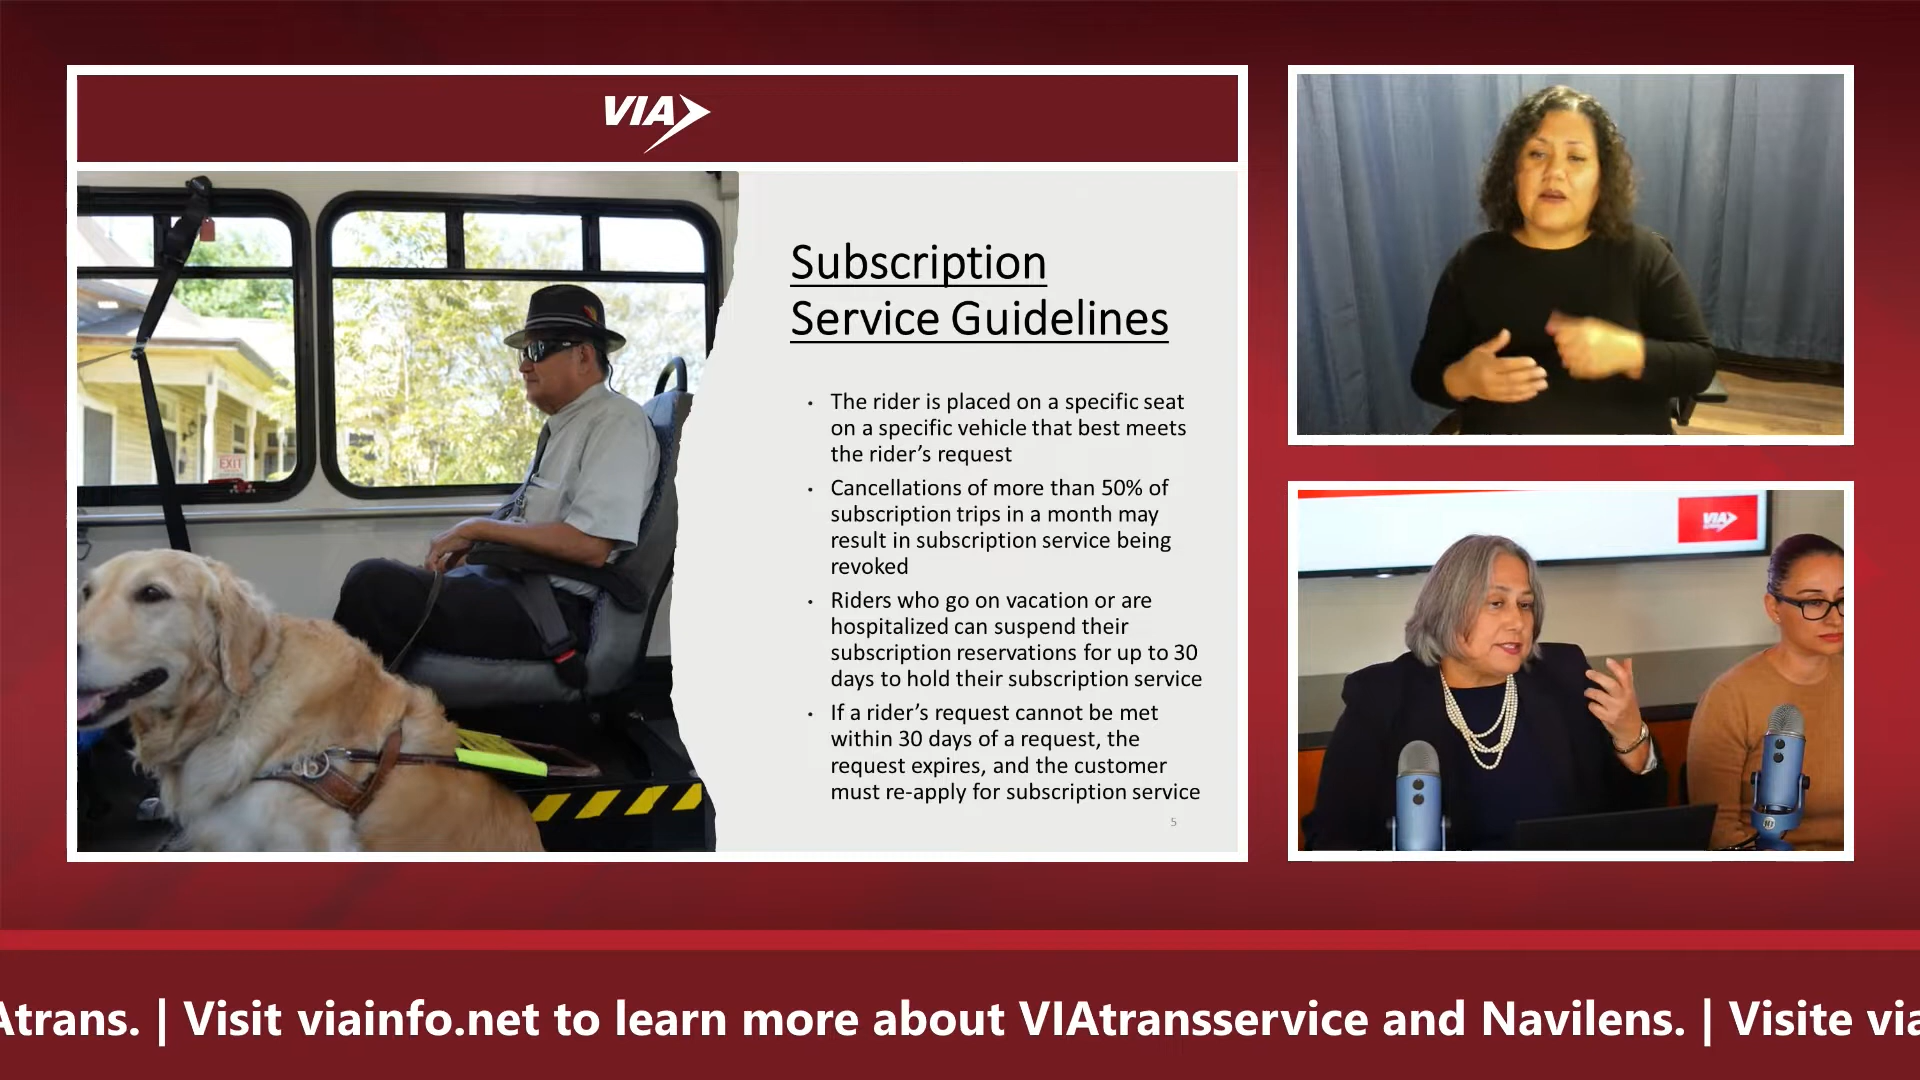 VIA
Subscription
Service Guidelines
• The rider is placed on a specific seat
on a specific vehicle that best meets
the rider’s request
• Cancellations of more than 50% of
subscription trips in a month may
result in subscription service being
revoked
• Riders who go on vacation or are
hospitalized can suspend their
subscription reservations for up to 30
days to hold their subscription service
• If a rider’s request cannot be met
within 30 days of a request, the
request expires, and the customer
must re-apply for subscription service
5
EXIT
VIA
Atrans. | Visit viainfo.net to learn more about VIAtransservice and Navilens. | Visite via